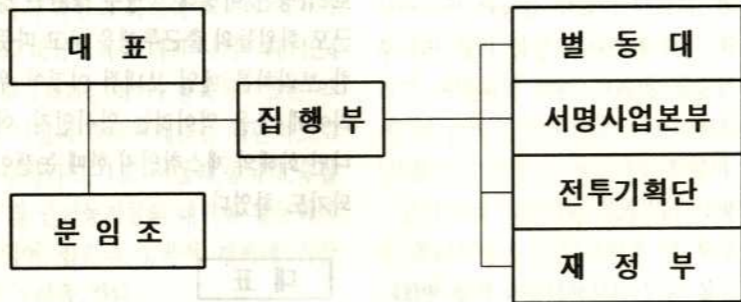 대 표
분 임 조
집 행 부
별 동 대
서명사업본부
전투기획단
재 정 부